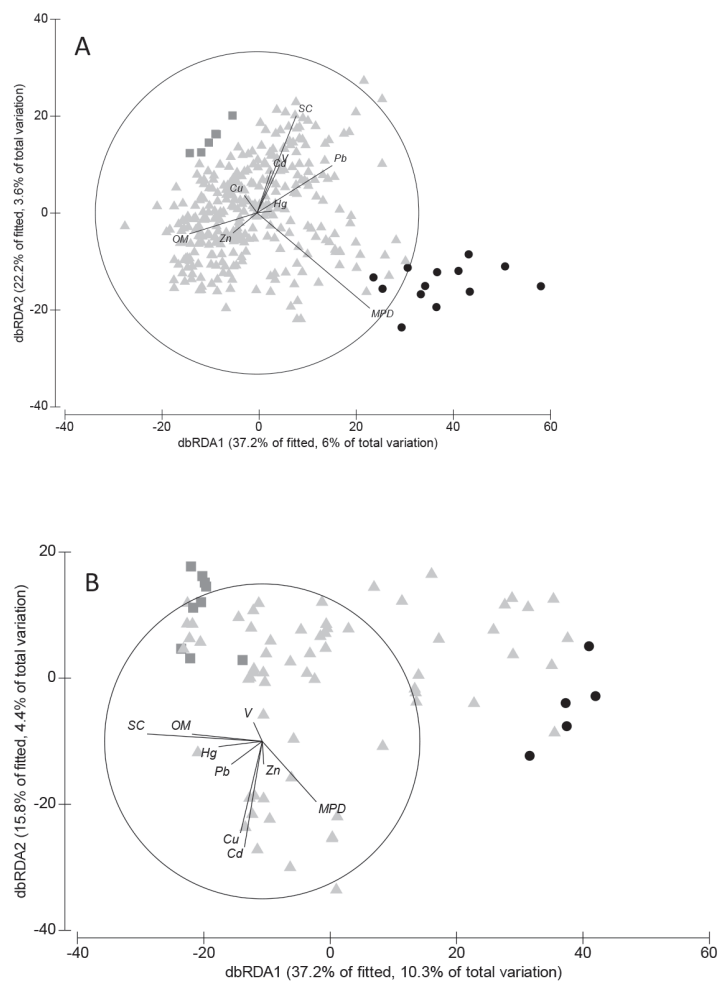 40
A
20
SC
V
Cd
Pb
Cu
Hg
0
OM
Zn
MPD
-20
-40
dbRDA2 (22.2% of fitted, 3.6% of total variation)
-40 -20 0 20 40 60
dbRDA1 (37.2% of fitted, 6% of total variation)
20
B
0
V
SC OM
Hg
Pb Zn
MPD
-20
Cu
Cd
-40
dbRDA2 (15.8% of fitted, 4.4% of total variation)
-40 -20 0 20 40 60
dbRDA1 (37.2% of fitted, 10.3% of total variation)